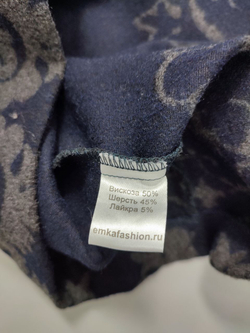 Вискоза 50%
Шерсть 45%
Лайкра 5%
emkafashion.ru